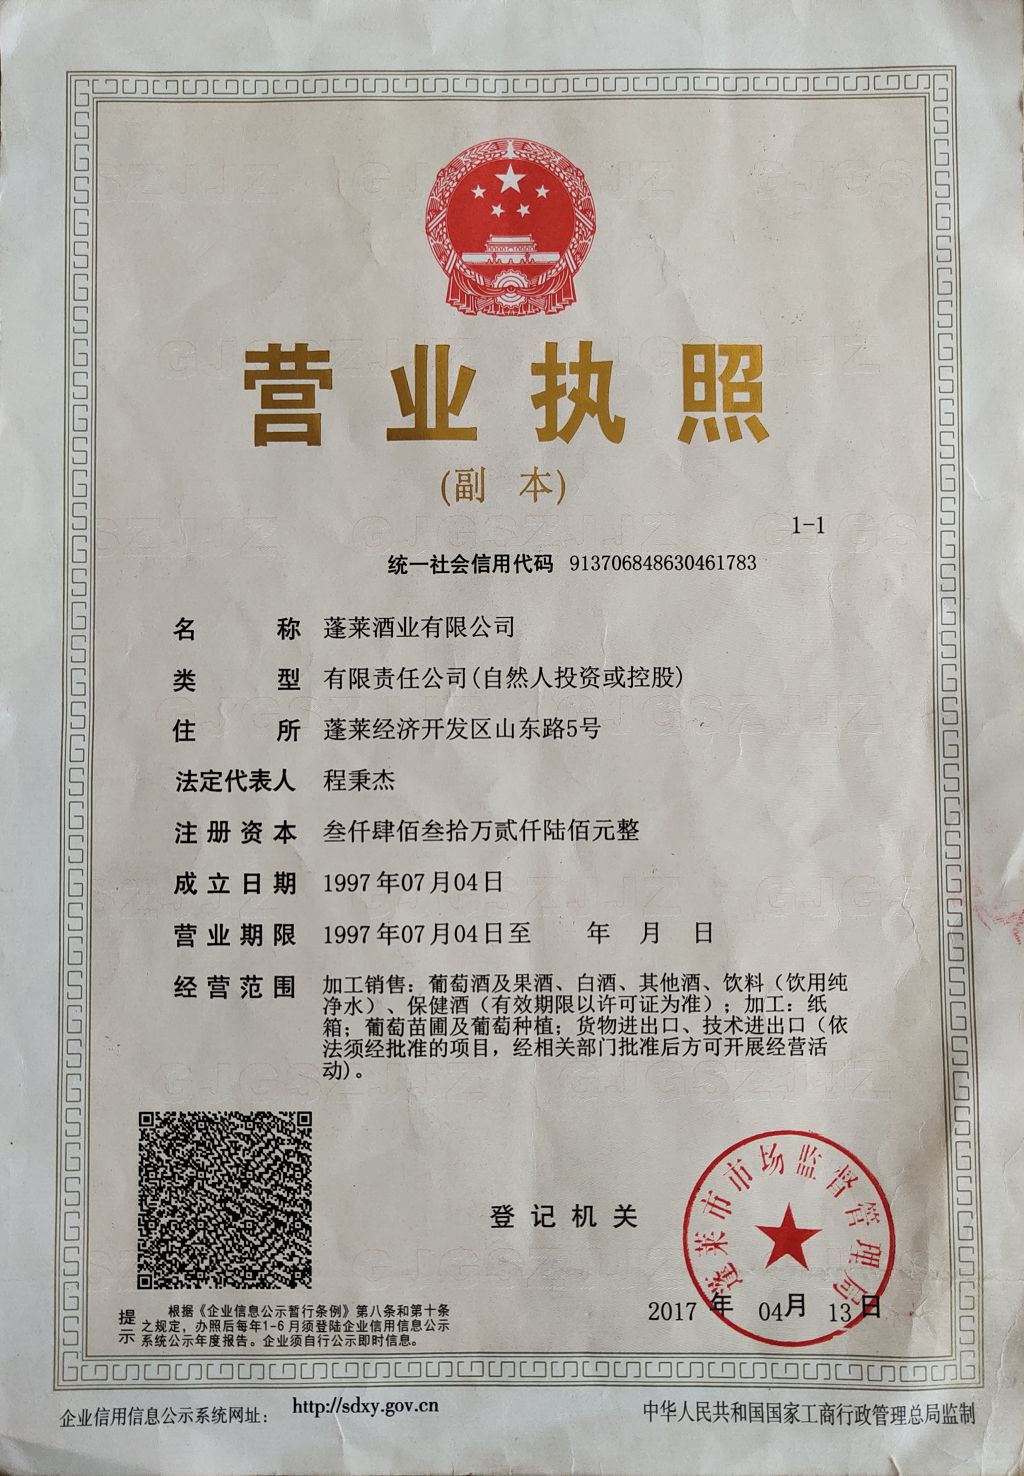 营业执照
(副 本)
1-1
统一社会信用代码 913706848630461783
名 称 蓬莱酒业有限公司
类 型 有限责任公司(自然人投资或控股)
住 所 蓬莱经济开发区山东路5号
法定代表人 程秉杰
注册资本 叁仟肆佰叁拾万贰仟陆佰元整
成立日期 1997年07月04日
营业期限 1997年07月04日至 年 月 日
经营范围 加工销售：葡萄酒及果酒、白酒、其他酒、饮料（饮用纯
净水）、保健酒（有效期限以许可证为准）；加工：纸
箱；葡萄苗圃及葡萄种植；货物进出口、技术进出口（依
法须经批准的项目，经相关部门批准后方可开展经营活
动)。
登记机关
蓬莱市市场监督管理局
2017 年 04月 13日
提示 根据《企业信息公示暂行条例》第八条和第十条
之规定，办照后每年1-6月须登陆企业信用信息公示
系统公示年度报告。企业须自行公示即时信息。
企业信用信息公示系统网址： http://sdxy.gov.cn
中华人民共和国国家工商行政管理总局监制